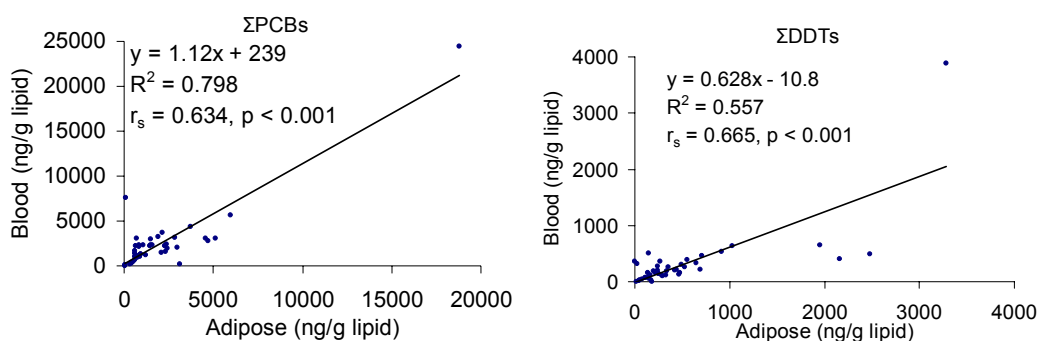 ΣPCBs
y = 1.12x + 239
R² = 0.798
rₛ = 0.634, p < 0.001
Blood (ng/g lipid)
25000
20000
15000
10000
5000
0
0 5000 10000 15000 20000
Adipose (ng/g lipid)
ΣDDTs
y = 0.628x - 10.8
R² = 0.557
rₛ = 0.665, p < 0.001
Blood (ng/g lipid)
4000
3000
2000
1000
0
0 1000 2000 3000 4000
Adipose (ng/g lipid)